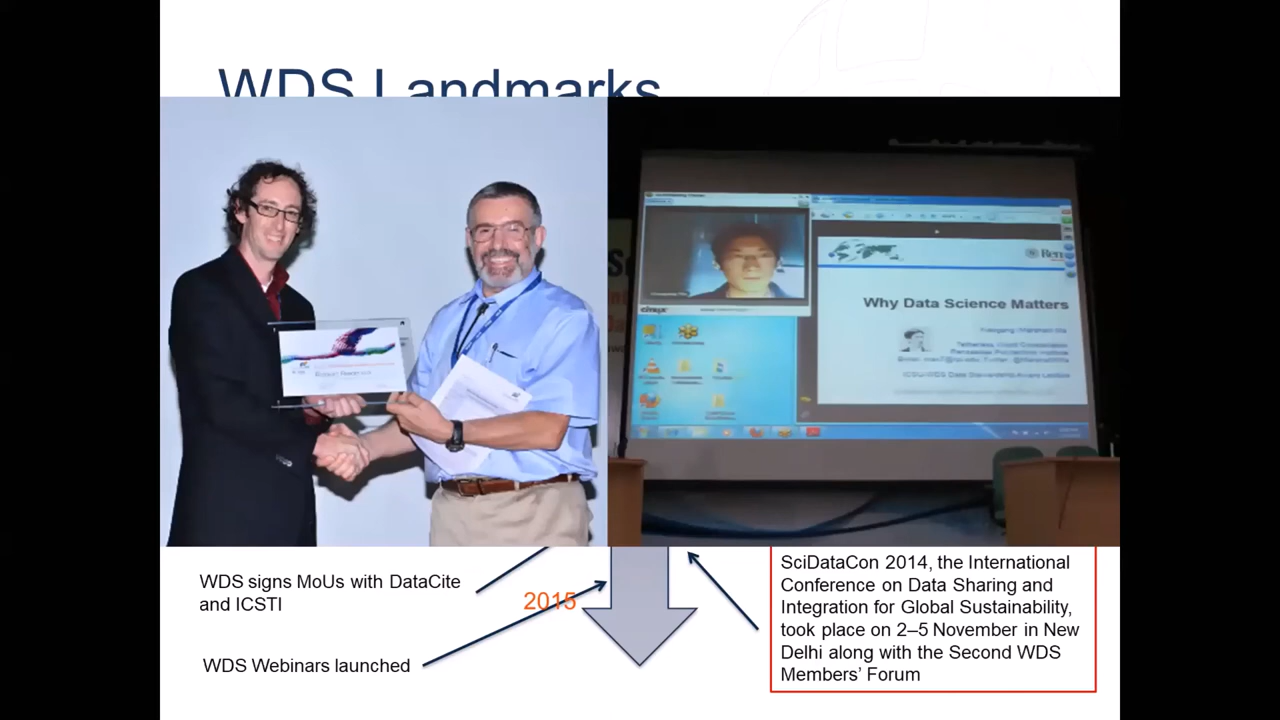 WDS Landmarks
Why Data Science Matters
WDS signs MoUs with DataCite
and ICSTI
2015
WDS Webinars launched
SciDataCon 2014, the International
Conference on Data Sharing and
Integration for Global Sustainability,
took place on 2–5 November in New
Delhi along with the Second WDS
Members’ Forum